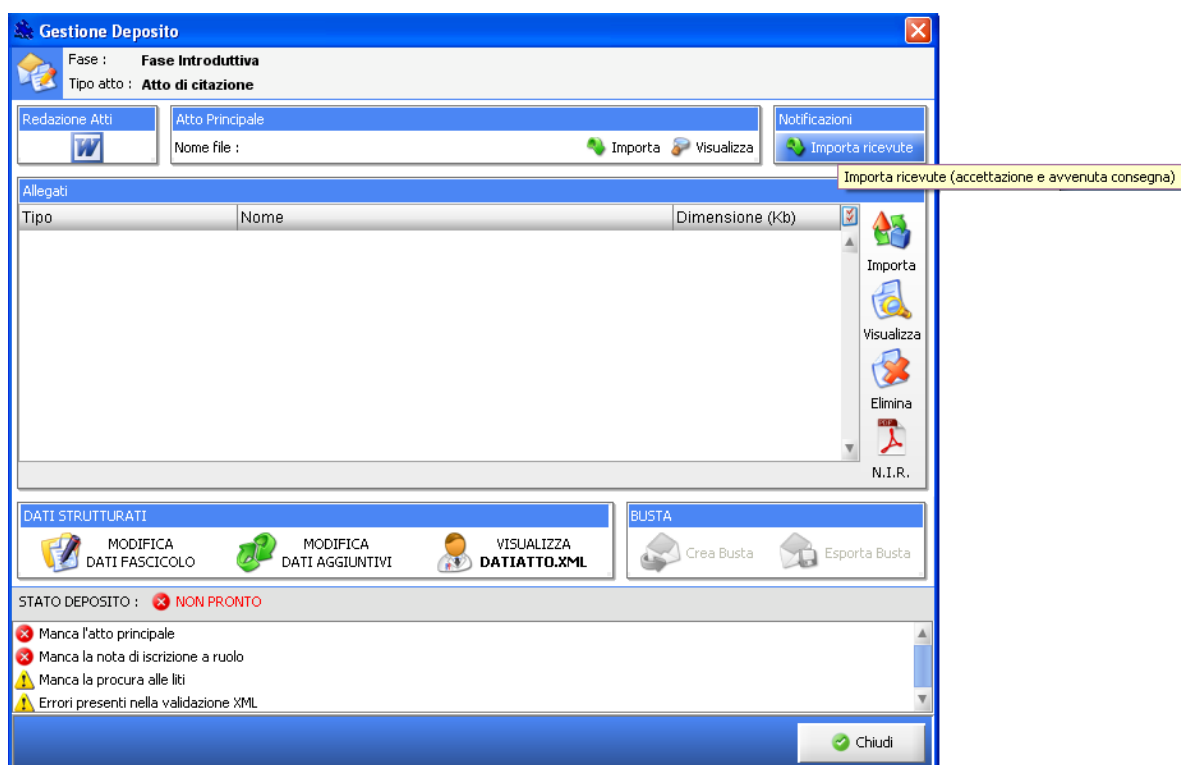 Gestione Deposito
Fase : Fase Introduttiva
Tipo atto : Atto di citazione
Redazione Atti
Atto Principale
Notificazioni
Nome file :
Importa
Visualizza
Importa ricevute
Importa ricevute (accettazione e avvenuta consegna)
Allegati
Tipo Nome Dimensione (Kb)
Importa
Visualizza
Elimina
PDF
N.I.R.
DATI STRUTTURATI
BUSTA
MODIFICA
DATI FASCICOLO
MODIFICA
DATI AGGIUNTIVI
VISUALIZZA
DATIATTO.XML
Crea Busta
Esporta Busta
STATO DEPOSITO : NON PRONTO
Manca l'atto principale
Manca la nota di iscrizione a ruolo
Manca la procura alle liti
Errori presenti nella validazione XML
Chiudi